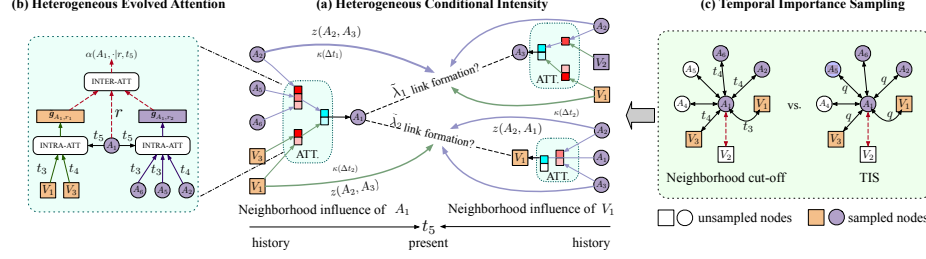 (b) Heterogeneous Evolved Attention
(a) Heterogeneous Conditional Intensity
(c) Temporal Importance Sampling
α(A₁, ·|r, t₅)
INTER-ATT
g̃_{A₁,r₁}
r
g̃_{A₁,r₂}
INTRA-ATT
t₅
A₁
t₅
INTRA-ATT
t₃
t₄
t₃
t₃
t₄
V₁
V₃
A₆
A₅
A₂
A₂
z(A₂, A₃)
κ(Δt₁)
A₅
A₆
V₃
V₁
ATT.
A₁
κ(Δt₂)
z(A₂, A₃)
λ̃₁ link formation?
λ̃₂ link formation?
A₃
ATT.
A₂
V₂
V₁
κ(Δt₂)
z(A₂, A₁)
V₁
ATT.
A₂
A₁
A₃
Neighborhood influence of A₁
Neighborhood influence of V₁
t₅
history
present
history
A₅
A₆
A₂
t₄
t₄
A₄
A₁
V₁
t₄
t₃
V₃
V₂
Neighborhood cut-off
vs.
A₅
A₆
A₂
q
q
A₄
A₁
V₁
q
q
V₃
V₂
TIS
unsampled nodes
sampled nodes